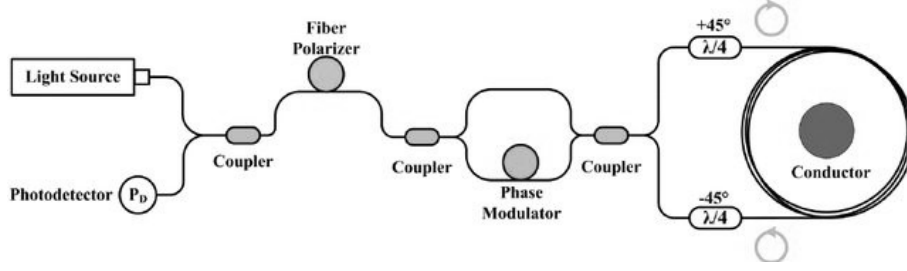 Fiber
Polarizer
Light Source
Coupler
Photodetector
P_D
Coupler
Phase
Modulator
Coupler
+45°
λ/4
-45°
λ/4
Conductor